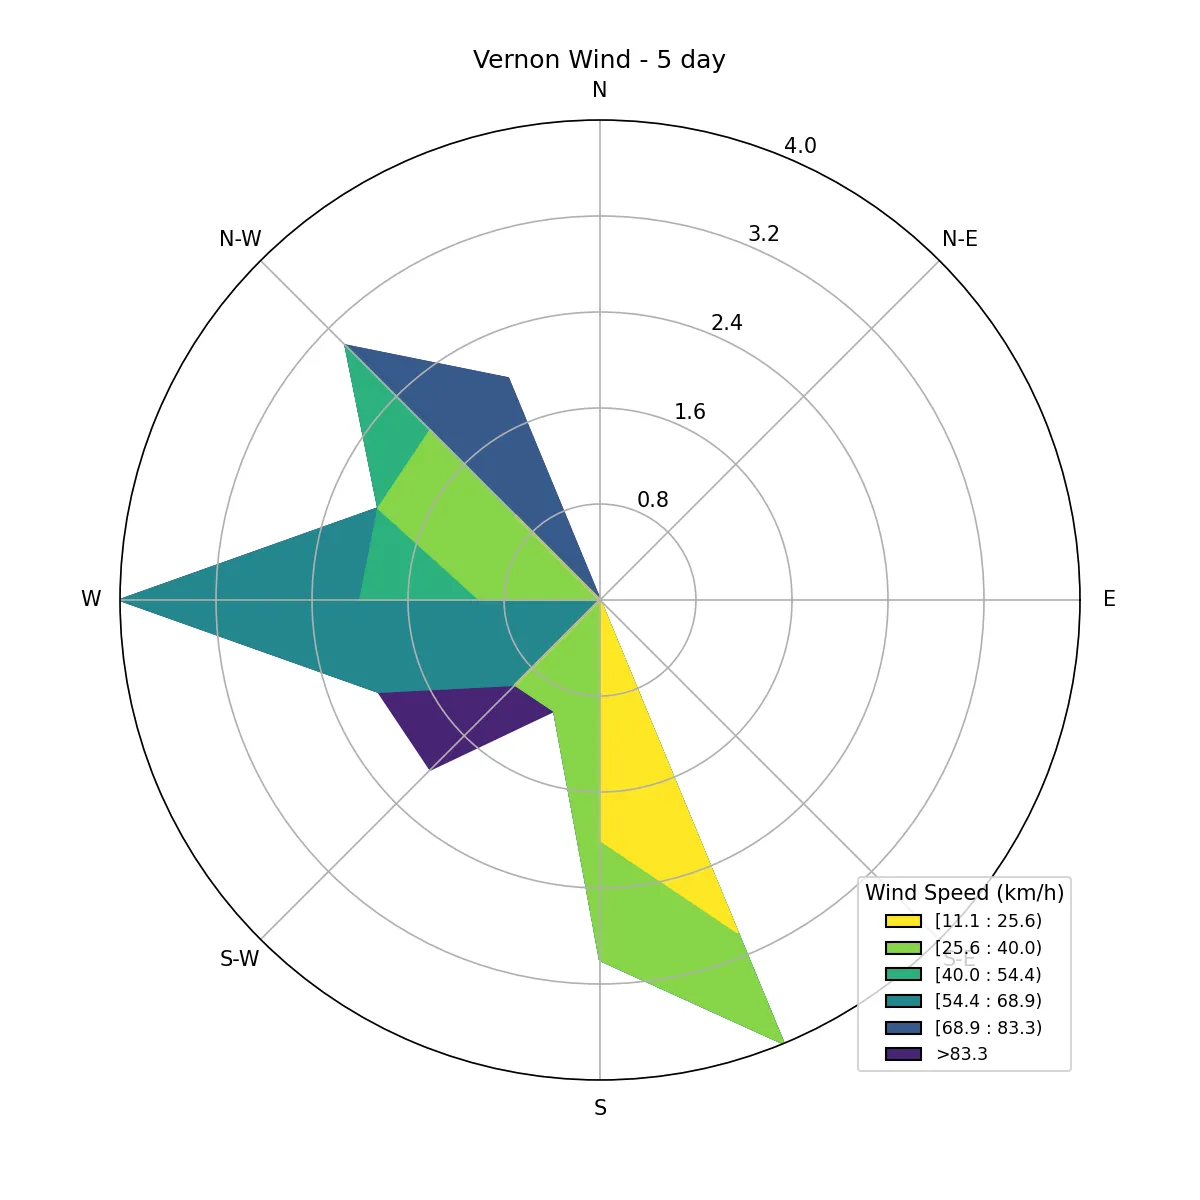 Vernon Wind - 5 day
N
4.0
N-W
3.2
N-E
2.4
1.6
0.8
W
E
S-W
S-E
S
Wind Speed (km/h)
[11.1 : 25.6)
[25.6 : 40.0)
[40.0 : 54.4)
[54.4 : 68.9)
[68.9 : 83.3)
>83.3